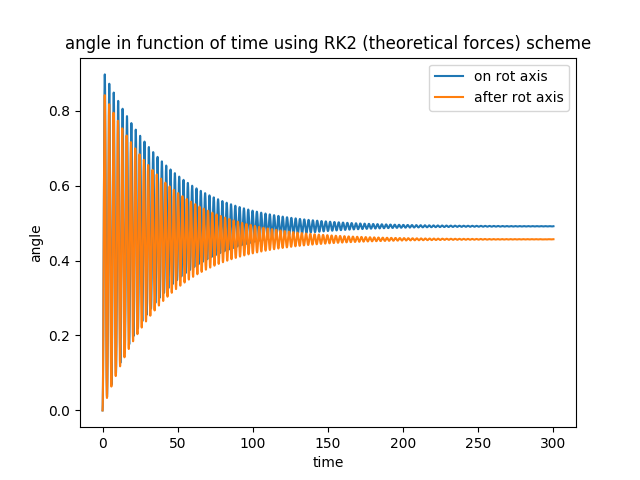 angle in function of time using RK2 (theoretical forces) scheme
on rot axis
after rot axis
angle
0.8
0.6
0.4
0.2
0.0
0
50
100
150
200
250
300
time